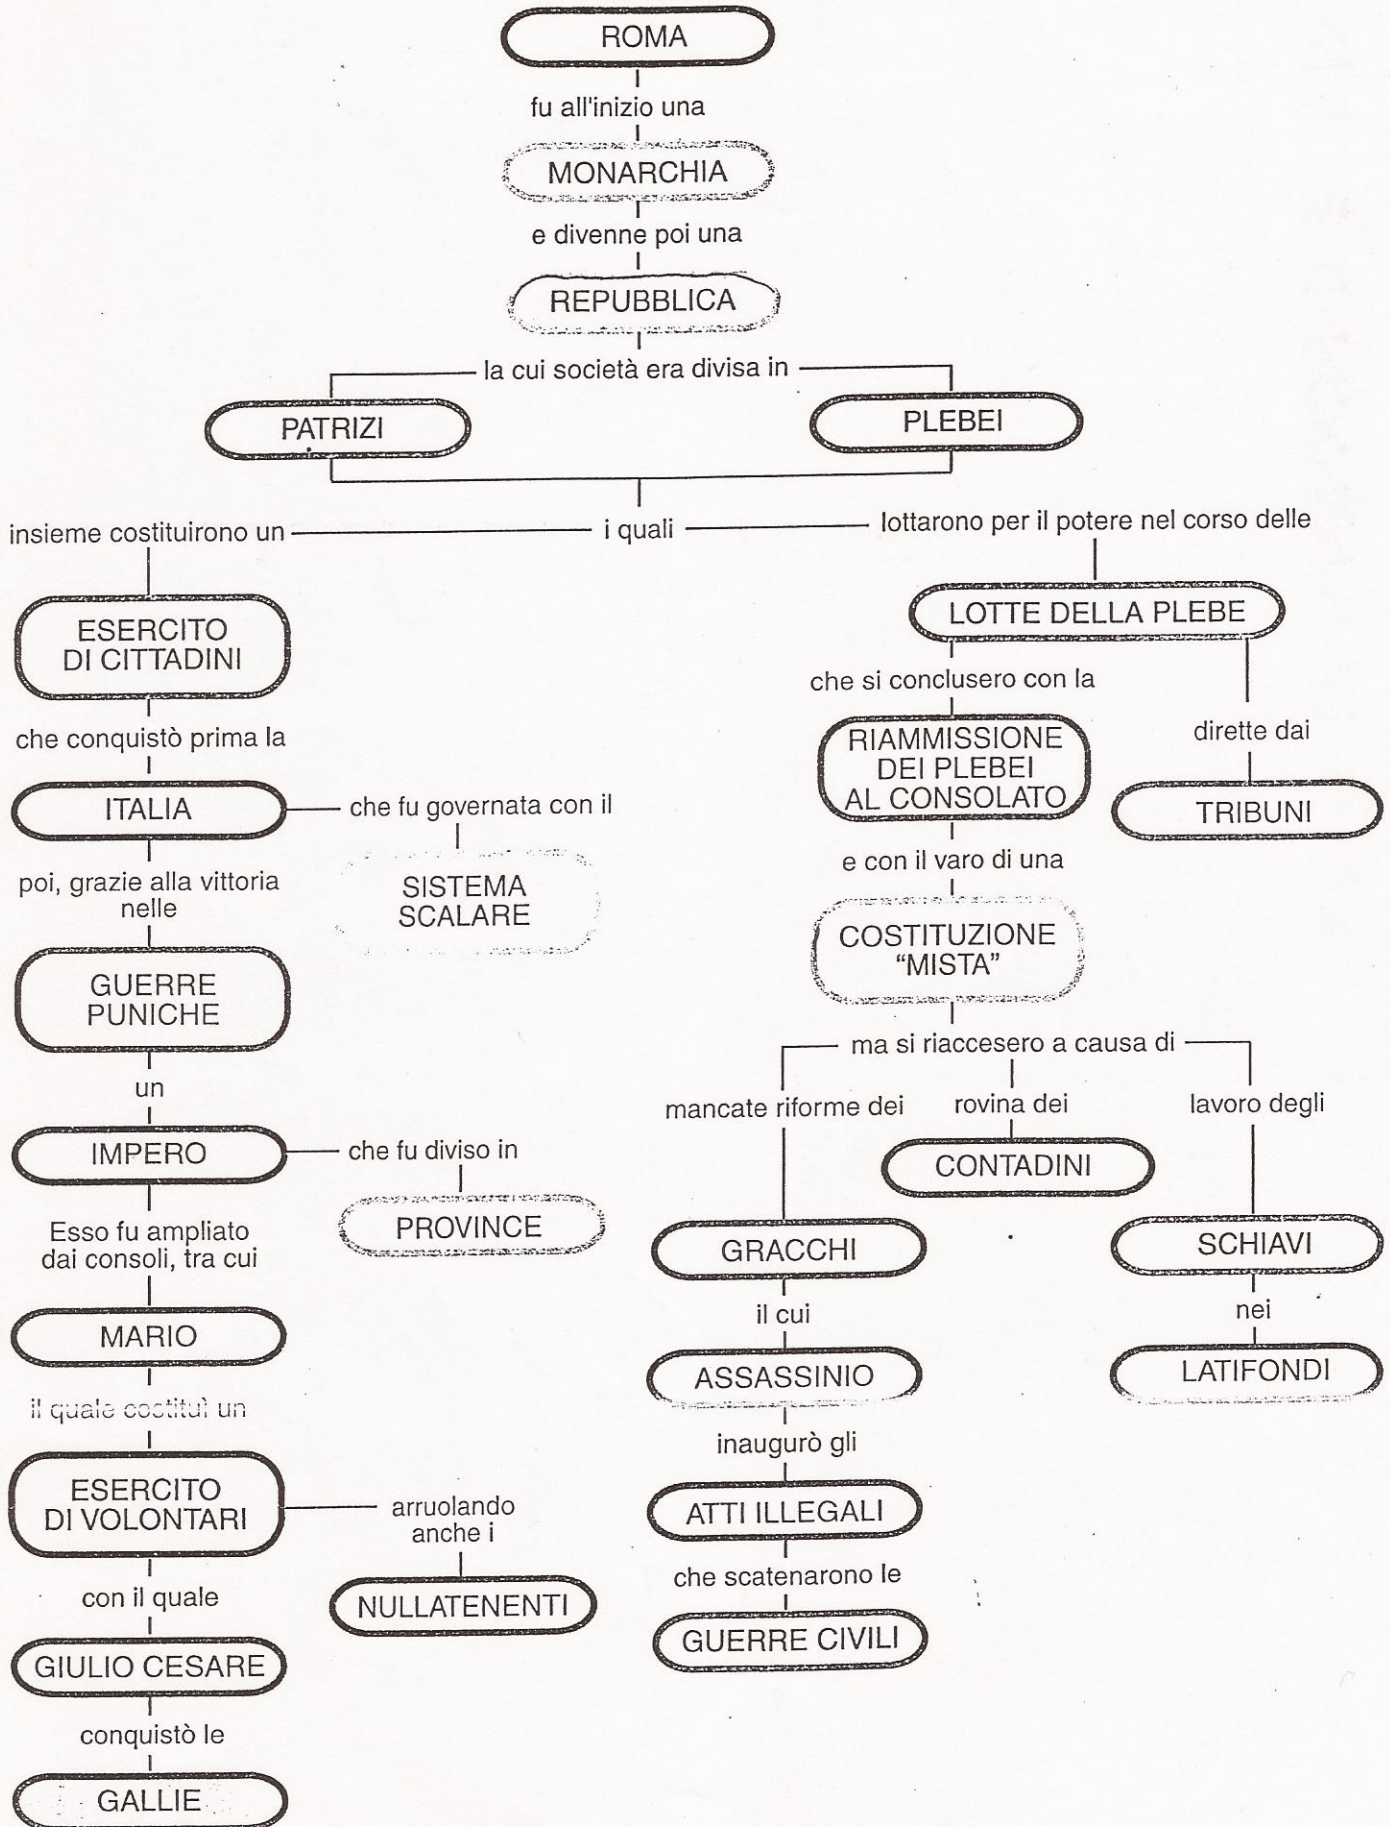 ROMA
fu all'inizio una
MONARCHIA
e divenne poi una
REPUBBLICA
la cui società era divisa in
PATRIZI
PLEBEI
i quali
insieme costituirono un
ESERCITO
DI CITTADINI
che conquistò prima la
ITALIA
che fu governata con il
SISTEMA
SCALARE
poi, grazie alla vittoria
nelle
GUERRE
PUNICHE
un
IMPERO
che fu diviso in
PROVINCE
Esso fu ampliato
dai consoli, tra cui
MARIO
il quale costituì un
ESERCITO
DI VOLONTARI
arruolando
anche i
NULLATENENTI
con il quale
GIULIO CESARE
conquistò le
GALLIE
lottarono per il potere nel corso delle
LOTTE DELLA PLEBE
che si conclusero con la
RIAMMISSIONE
DEI PLEBEI
AL CONSOLATO
dirette dai
TRIBUNI
e con il varo di una
COSTITUZIONE
“MISTA”
ma si riaccesero a causa di
mancate riforme dei
GRACCHI
il cui
ASSASSINIO
inaugurò gli
ATTI ILLEGALI
che scatenarono le
GUERRE CIVILI
rovina dei
CONTADINI
lavoro degli
SCHIAVI
nei
LATIFONDI